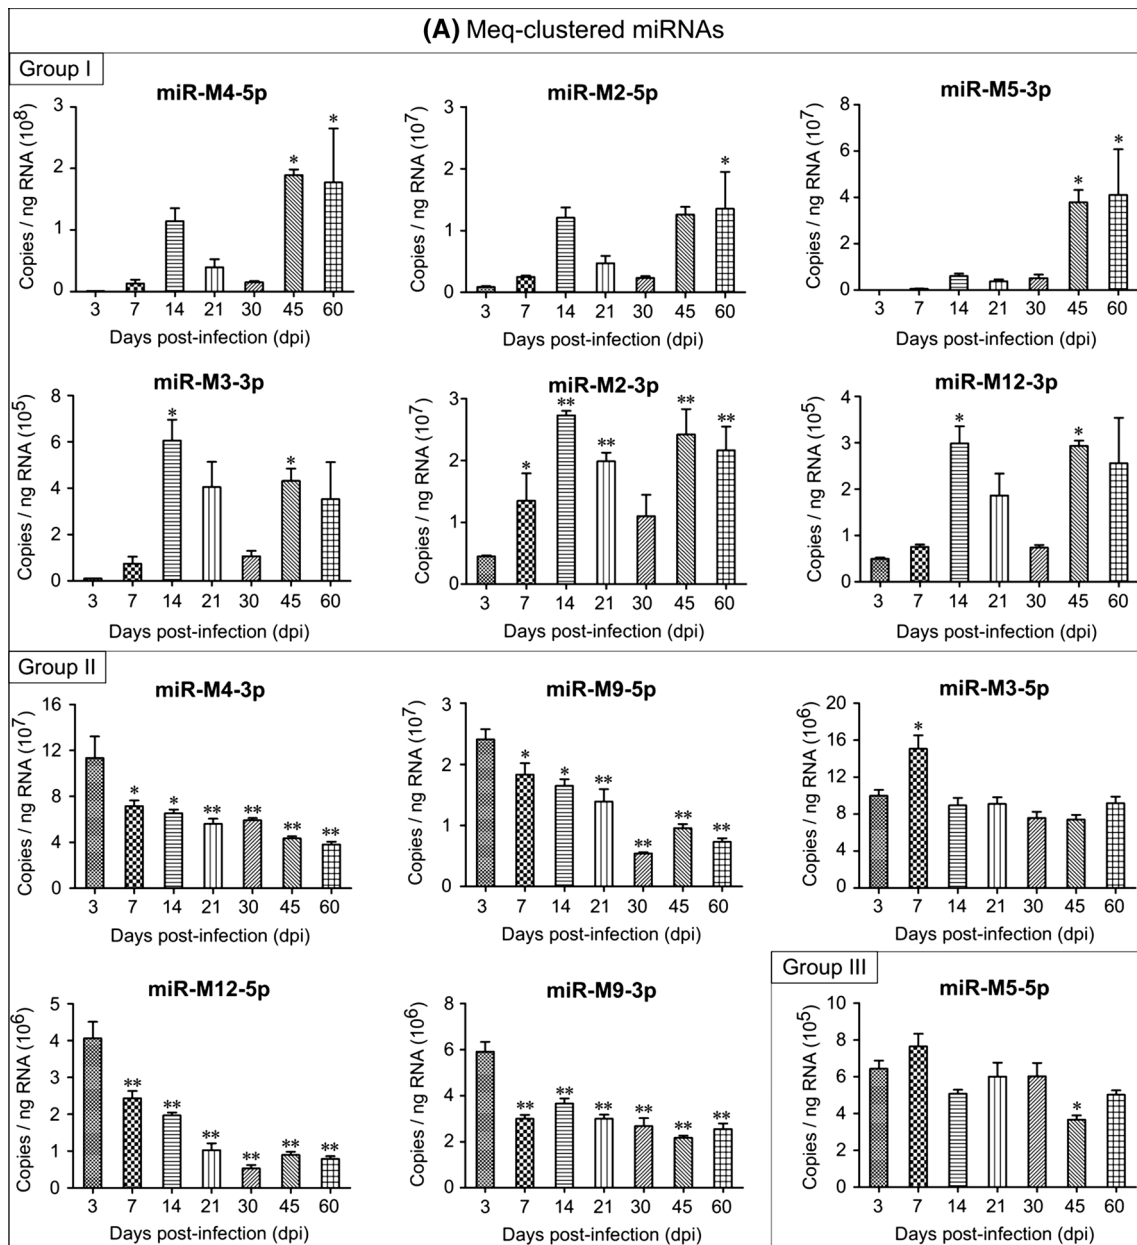 (A) Meq-clustered miRNAs
Group I
miR-M4-5p
Copies / ng RNA (10^8)
3
2
1
0
3 7 14 21 30 45 60
* *
Days post-infection (dpi)
miR-M2-5p
Copies / ng RNA (10^7)
3
2
1
0
3 7 14 21 30 45 60
*
Days post-infection (dpi)
miR-M5-3p
Copies / ng RNA (10^7)
8
6
4
2
0
3 7 14 21 30 45 60
* *
Days post-infection (dpi)
miR-M3-3p
Copies / ng RNA (10^5)
8
6
4
2
0
3 7 14 21 30 45 60
* *
Days post-infection (dpi)
miR-M2-3p
Copies / ng RNA (10^7)
3
2
1
0
3 7 14 21 30 45 60
* ** ** ** **
Days post-infection (dpi)
miR-M12-3p
Copies / ng RNA (10^5)
4
3
2
1
0
3 7 14 21 30 45 60
* *
Days post-infection (dpi)
Group II
miR-M4-3p
Copies / ng RNA (10^7)
16
12
8
4
0
3 7 14 21 30 45 60
* * ** ** ** **
Days post-infection (dpi)
miR-M9-5p
Copies / ng RNA (10^7)
3
2
1
0
3 7 14 21 30 45 60
* * ** ** ** **
Days post-infection (dpi)
miR-M3-5p
Copies / ng RNA (10^6)
20
16
12
8
4
0
3 7 14 21 30 45 60
*
Days post-infection (dpi)
miR-M12-5p
Copies / ng RNA (10^6)
5
4
3
2
1
0
3 7 14 21 30 45 60
** ** ** ** ** **
Days post-infection (dpi)
miR-M9-3p
Copies / ng RNA (10^6)
8
6
4
2
0
3 7 14 21 30 45 60
** ** ** ** ** **
Days post-infection (dpi)
Group III
miR-M5-5p
Copies / ng RNA (10^5)
10
8
6
4
2
0
3 7 14 21 30 45 60
*
Days post-infection (dpi)